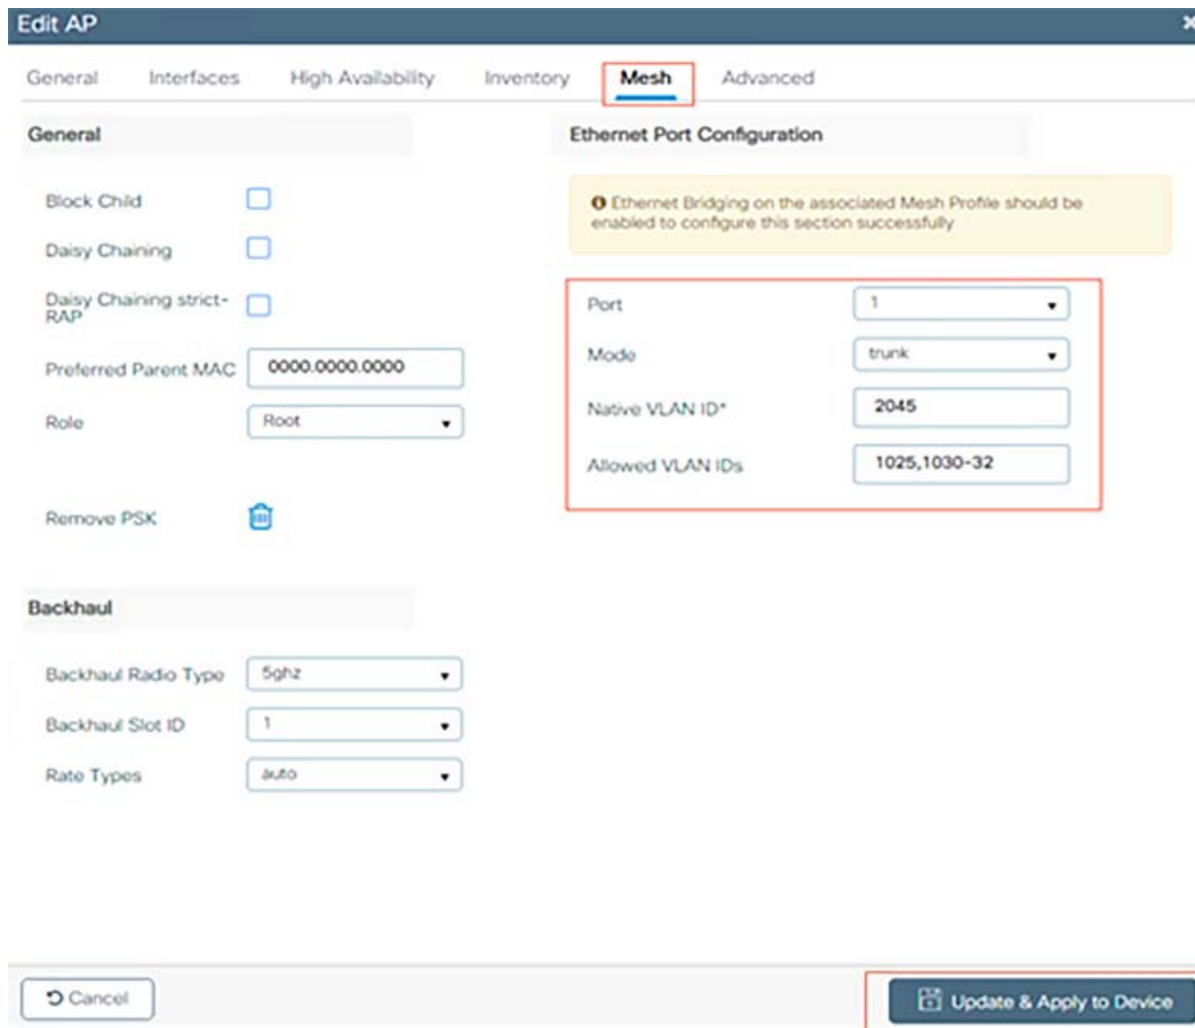 Edit AP
General Interfaces High Availability Inventory Mesh Advanced
General
Block Child
Daisy Chaining
Daisy Chaining strict-
RAP
Preferred Parent MAC 0000.0000.0000
Role Root
Remove PSK
Backhaul
Backhaul Radio Type 5ghz
Backhaul Slot ID 1
Rate Types auto
Ethernet Port Configuration
Ethernet Bridging on the associated Mesh Profile should be
enabled to configure this section successfully
Port 1
Mode trunk
Native VLAN ID* 2045
Allowed VLAN IDs 1025,1030-32
Cancel
Update & Apply to Device